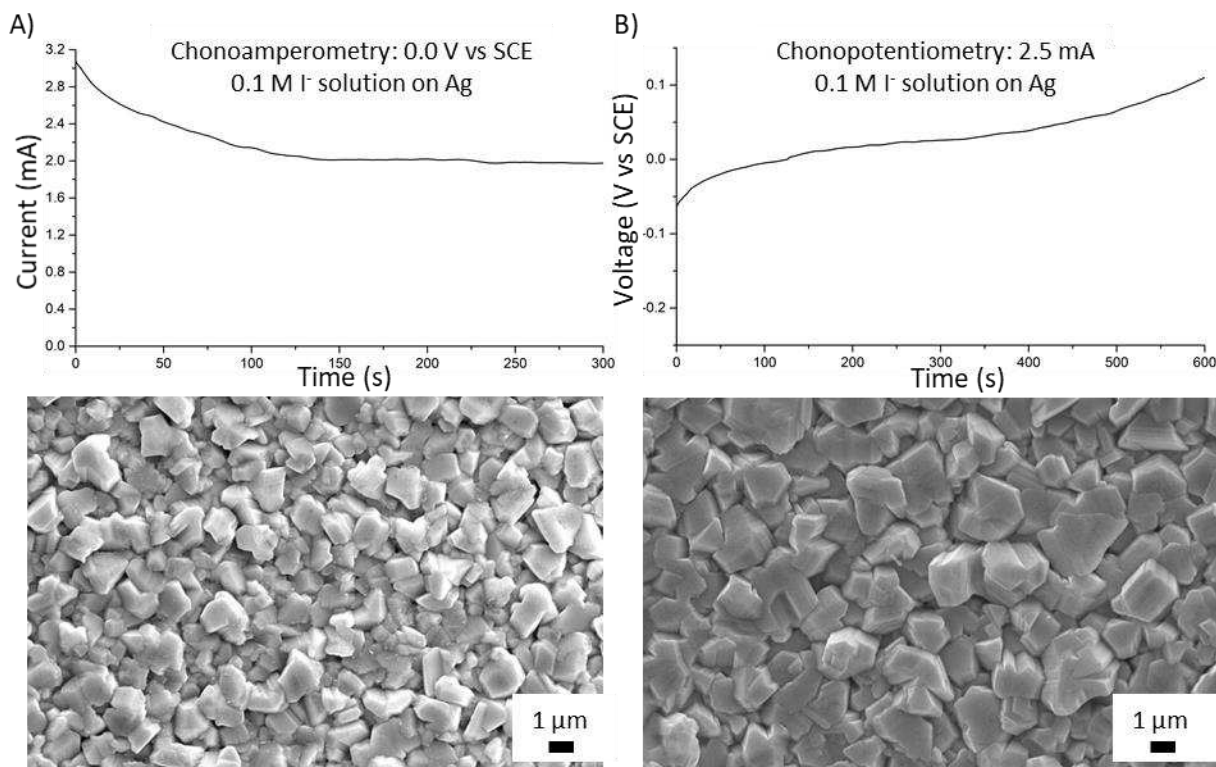 A)
Chonoamperometry: 0.0 V vs SCE
0.1 M I⁻ solution on Ag
Current (mA)
3.2
2.8
2.4
2.0
1.6
1.2
0.8
0.4
0.0
0
50
100
150
200
250
300
Time (s)
1 µm
B)
Chonopotentiometry: 2.5 mA
0.1 M I⁻ solution on Ag
Voltage (V vs SCE)
0.1
0.0
-0.1
-0.2
0
100
200
300
400
500
600
Time (s)
1 µm